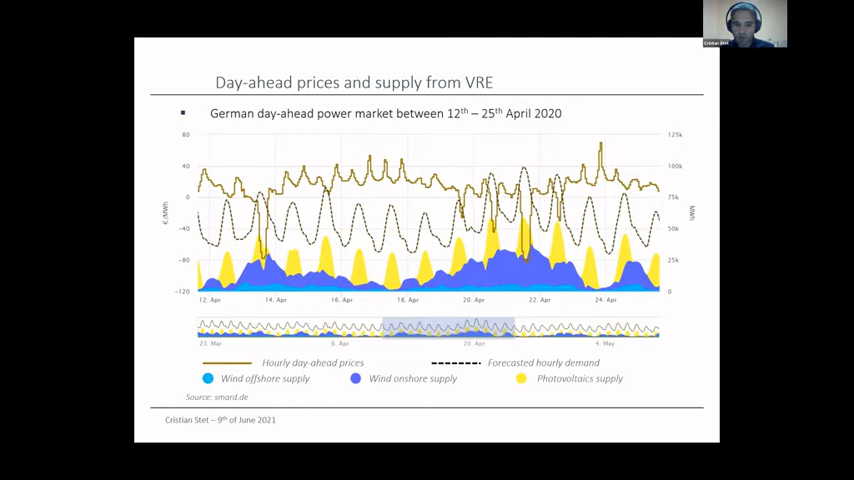 Cristian Stet
Day-ahead prices and supply from VRE
▪ German day-ahead power market between 12th – 25th April 2020
80 125k
40 100k
0 75k
−40 50k
−80 25k
−120 0
€/MWh MWh
12. Apr 14. Apr 16. Apr 18. Apr 20. Apr 22. Apr 24. Apr
23. Mar 6. Apr 20. Apr 4. May
Hourly day-ahead prices Forecasted hourly demand
Wind offshore supply Wind onshore supply Photovoltaics supply
Source: smard.de
Cristian Stet – 9th of June 2021